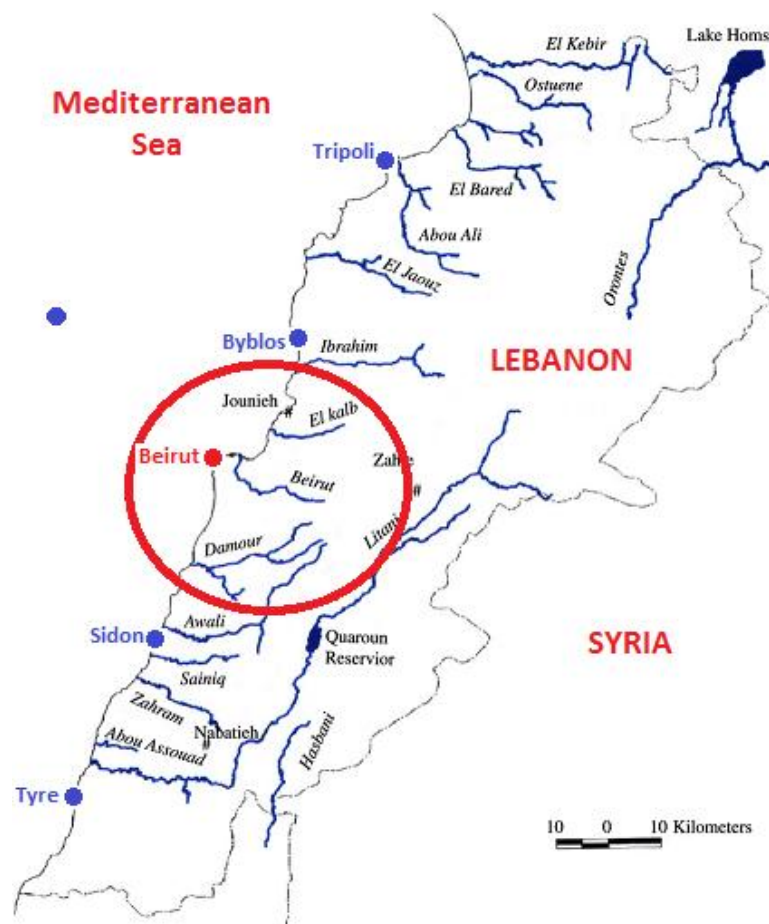 Lake Homs
El Kebir
Ostuene
Mediterranean
Sea
Tripoli
El Bared
Abou Ali
El Jaouz
Orontes
Byblos
Ibrahim
LEBANON
Jounieh
El kalb
Beirut
Zahle
Beirut
Litani
Damour
Awali
Sidon
Quaroun
Reservior
SYRIA
Sainiq
Zahram
Nabatieh
Abou Assouad
Hasbani
Tyre
10 0 10 Kilometers